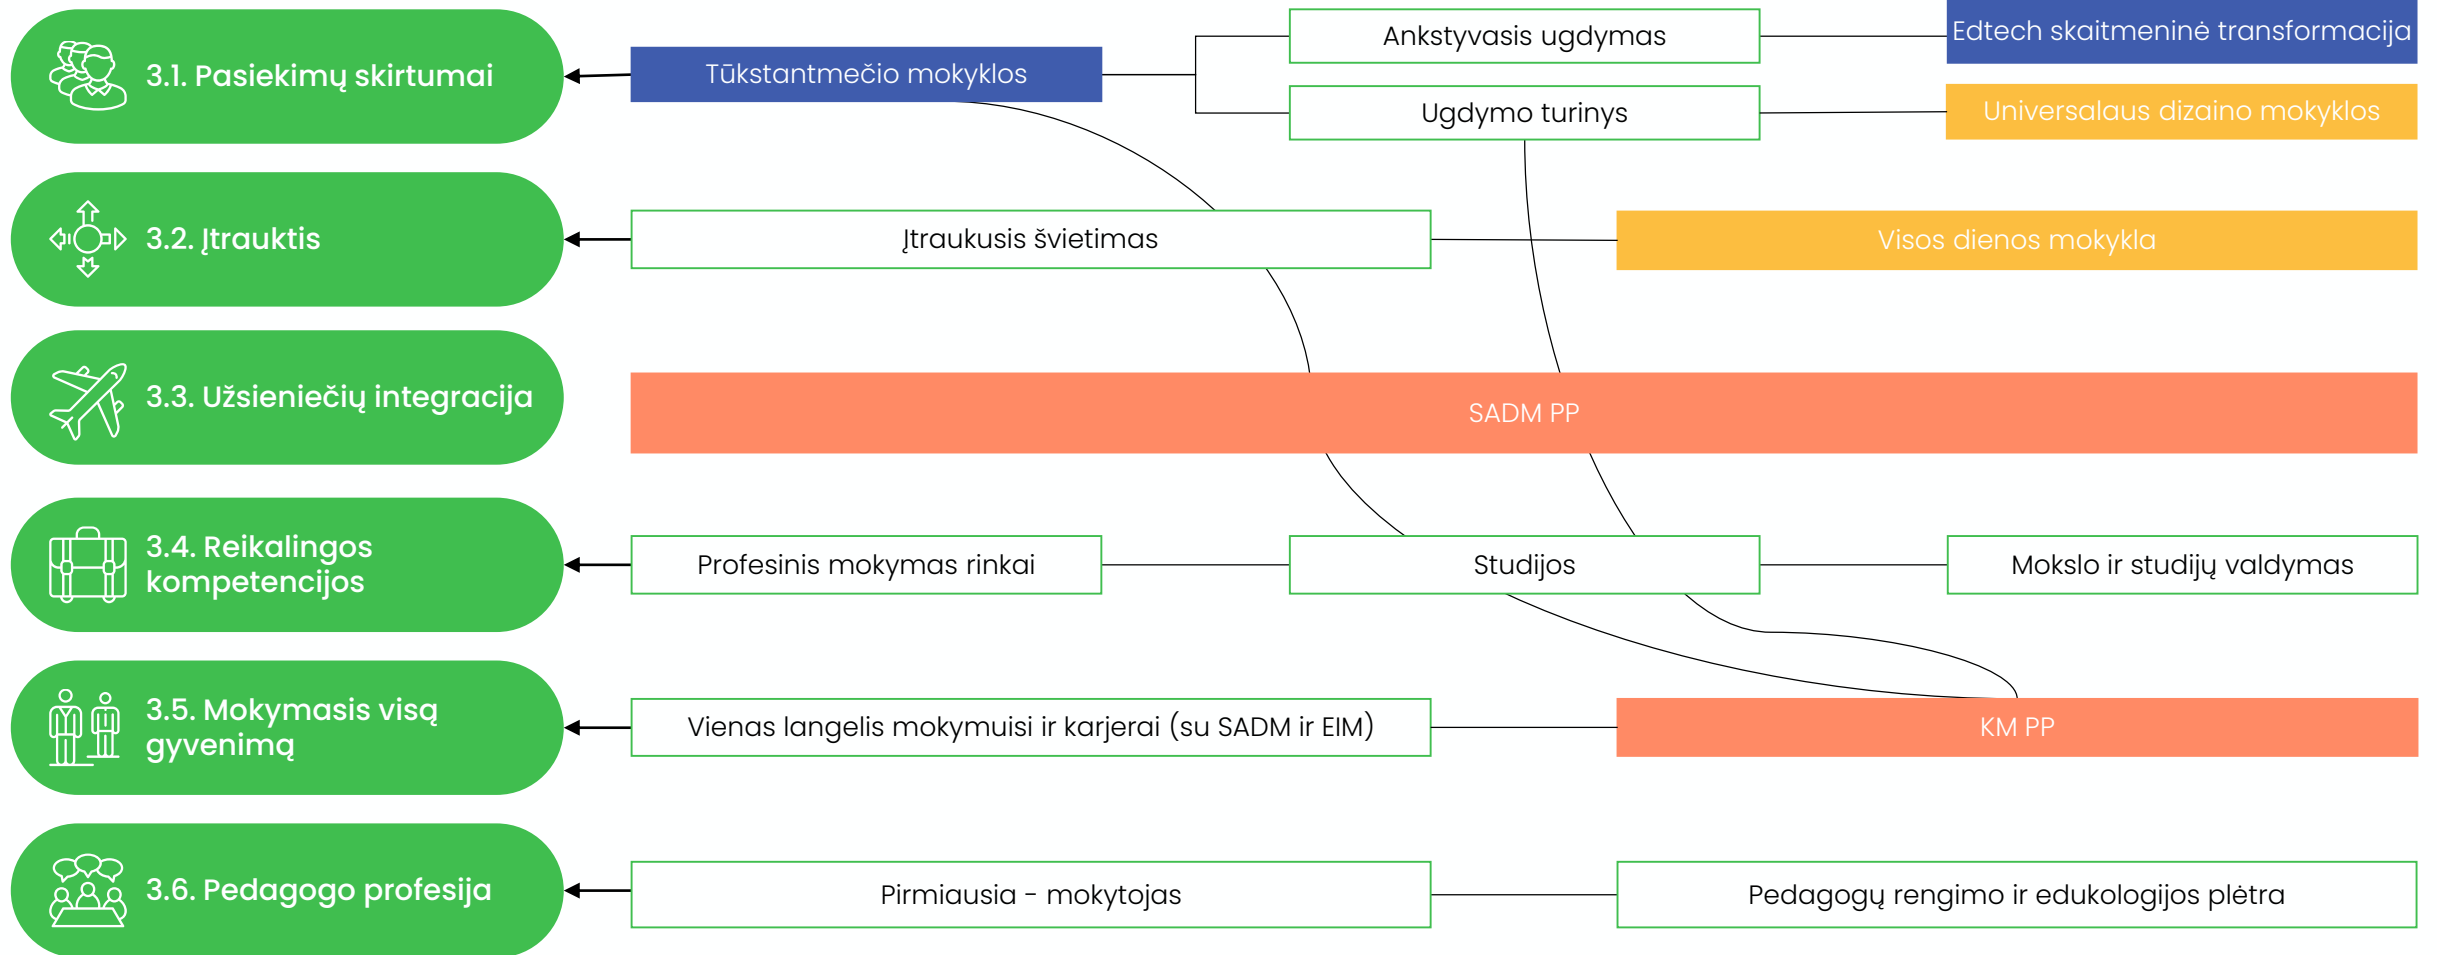 3.1. Pasiekimų skirtumai
Tūkstantmečio mokyklos
Ankstyvasis ugdymas
Edtech skaitmeninė transformacija
Ugdymo turinys
Universalaus dizaino mokyklos
3.2. Įtrauktis
Įtraukusis švietimas
Visos dienos mokykla
3.3. Užsieniečių integracija
SADM PP
3.4. Reikalingos
kompetencijos
Profesinis mokymas rinkai
Studijos
Mokslo ir studijų valdymas
3.5. Mokymasis visą
gyvenimą
Vienas langelis mokymuisi ir karjerai (su SADM ir EIM)
KM PP
3.6. Pedagogo profesija
Pirmiausia - mokytojas
Pedagogų rengimo ir edukologijos plėtra